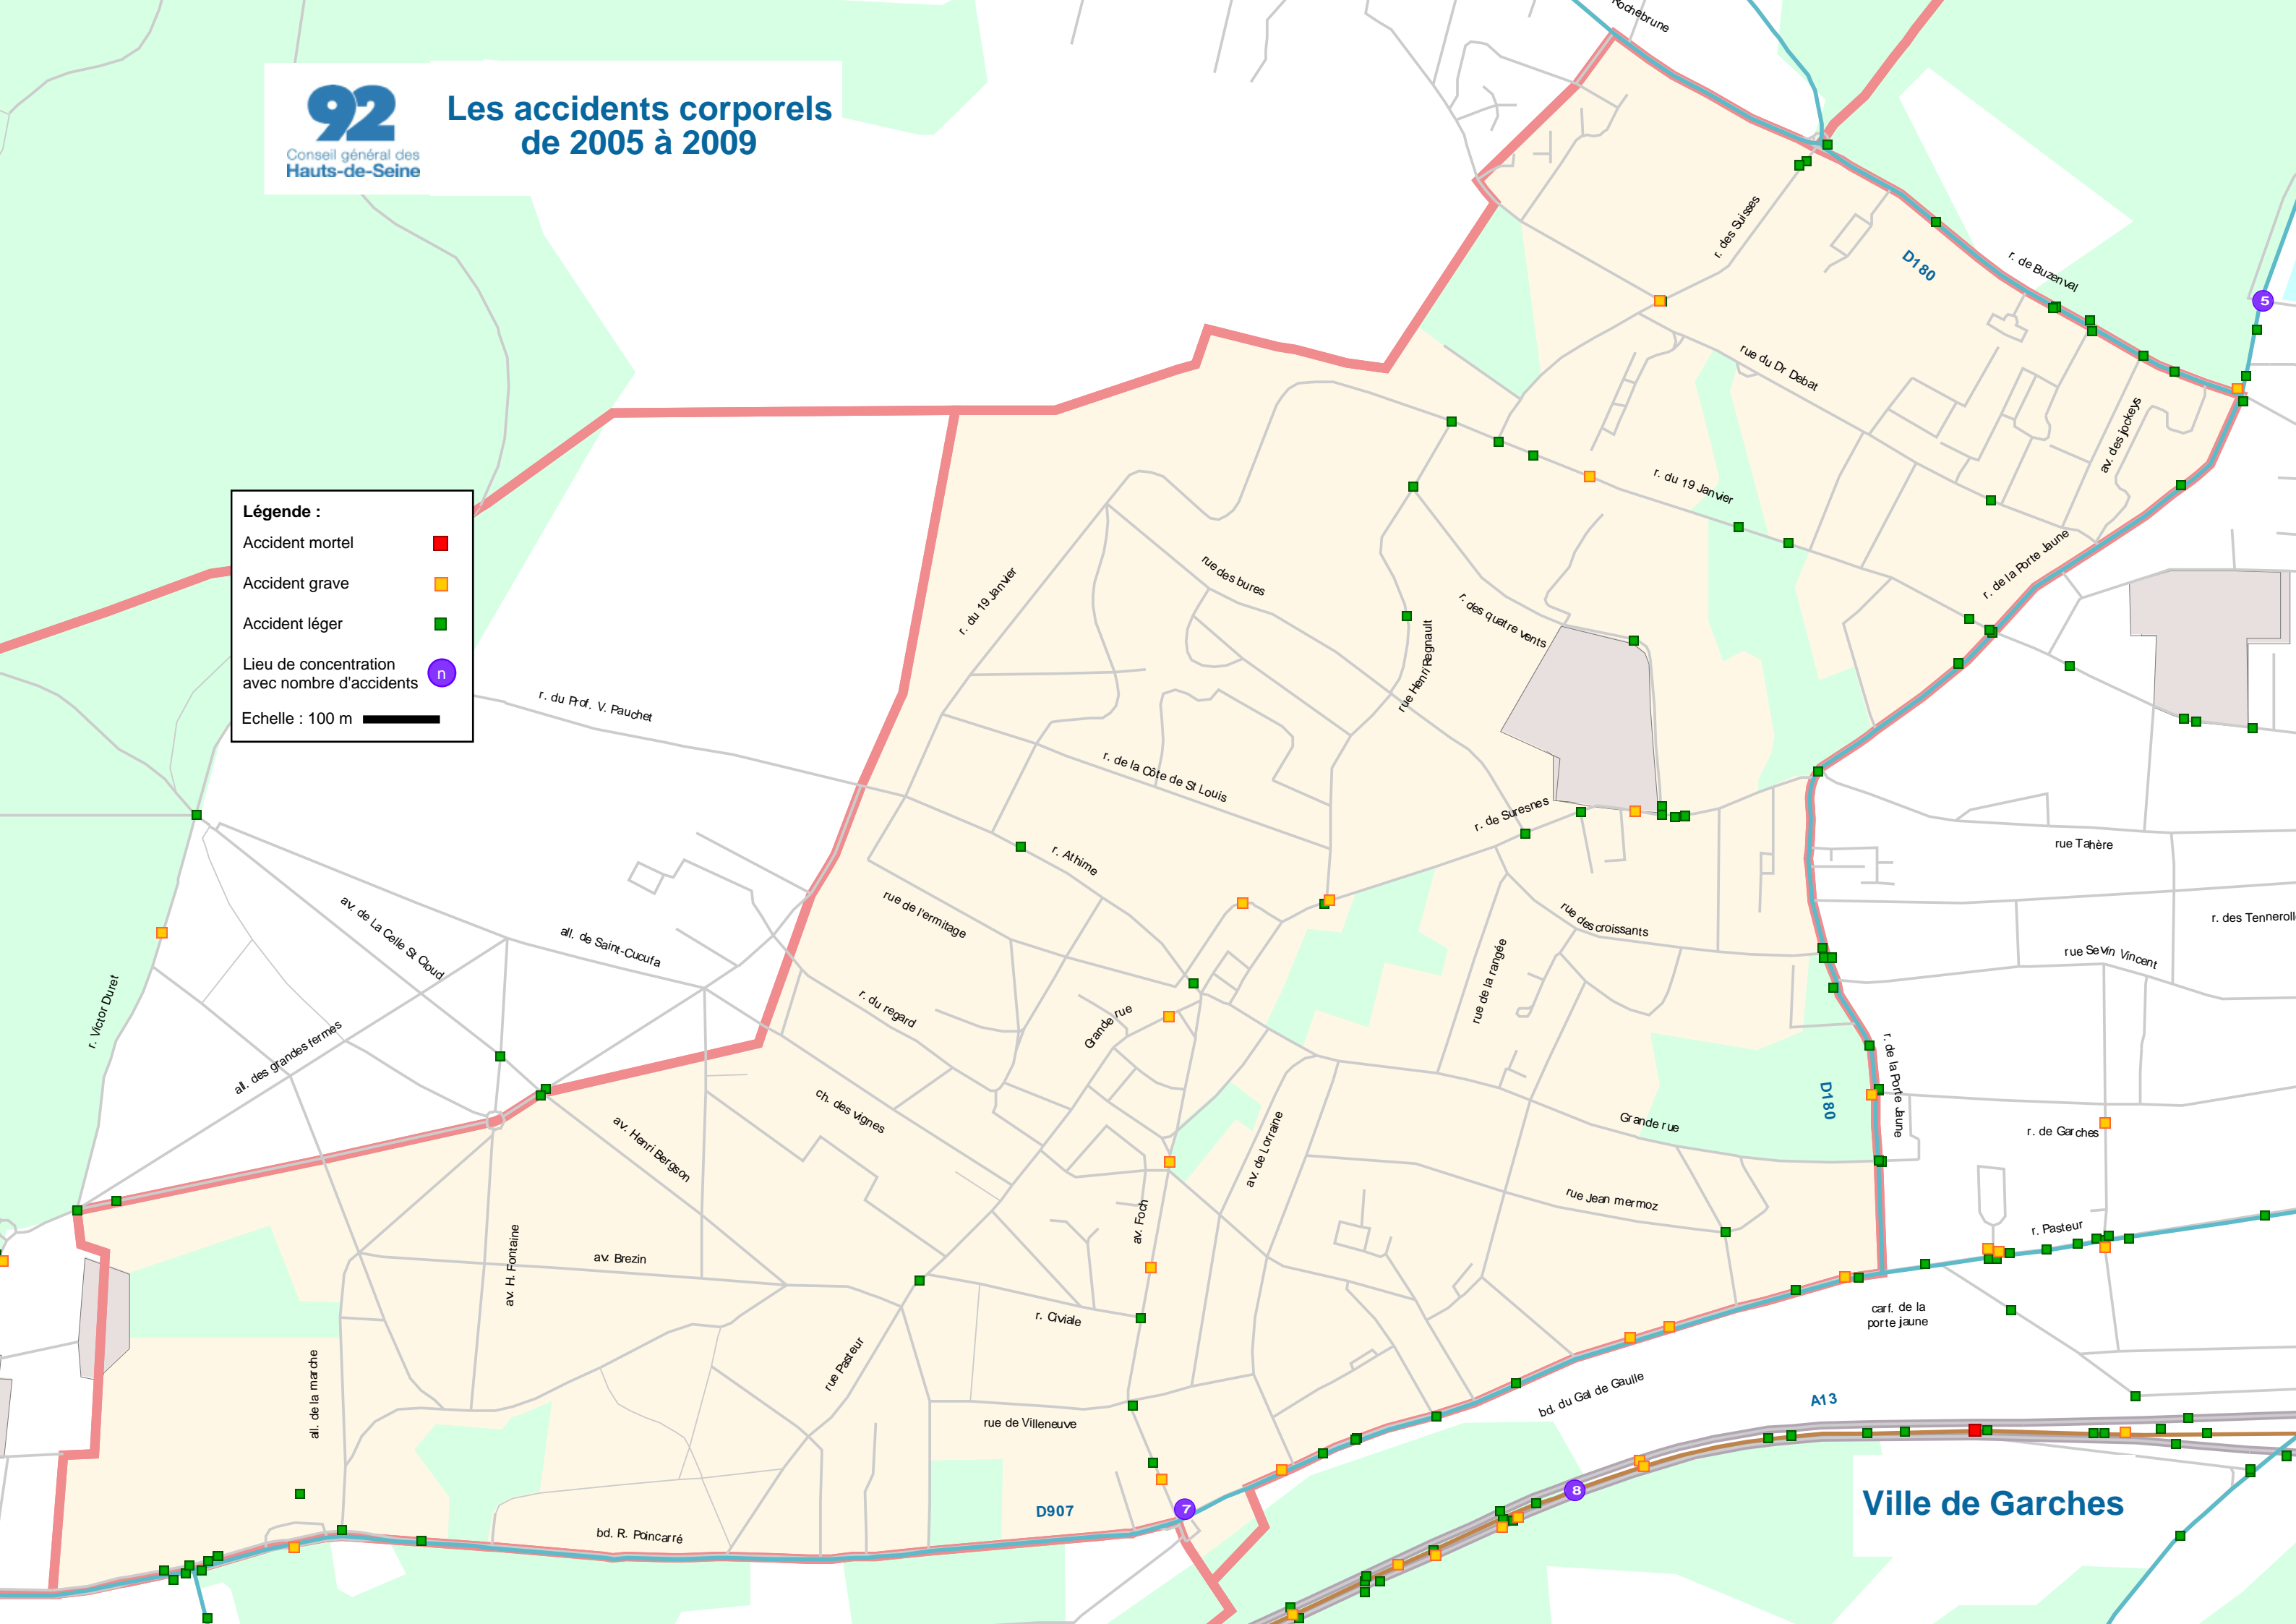 Rochebrune
92
Conseil général des
Hauts-de-Seine
Les accidents corporels
de 2005 à 2009
r. des Suisses
D180
r. de Buzenval
5
rue du Dr Debat
av. des jockeys
r. du 19 Janvier
Légende :
Accident mortel
Accident grave
Accident léger
Lieu de concentration
avec nombre d'accidents
n
Echelle : 100 m
r. du 19 Janvier
rue des bures
r. des quatre vents
rue Henri Regnault
r. de la Porte Jaune
r. du Prof. V. Pauchet
r. de la Côte de St Louis
r. de Suresnes
rue Tahère
r. Athime
rue de l'ermitage
av. de La Celle St Cloud
all. de Saint-Cucufa
rue des croissants
r. des Tennerol
rue Sevin Vincent
rue de la rangée
r. Victor Duret
all. des grandes fermes
r. du regard
Grande rue
r. de la Porte Jaune
D180
ch. des vignes
av. Henri Bergson
av. de Lorraine
Grande rue
r. de Garches
rue Jean mermoz
av. Foch
r. Pasteur
av. H. Fontaine
av. Brezin
r. Civiale
carf. de la
porte jaune
rue Pasteur
all. de la marche
rue de Villeneuve
bd. du Gal de Gaulle
A13
8
7
D907
bd. R. Poincarré
Ville de Garches